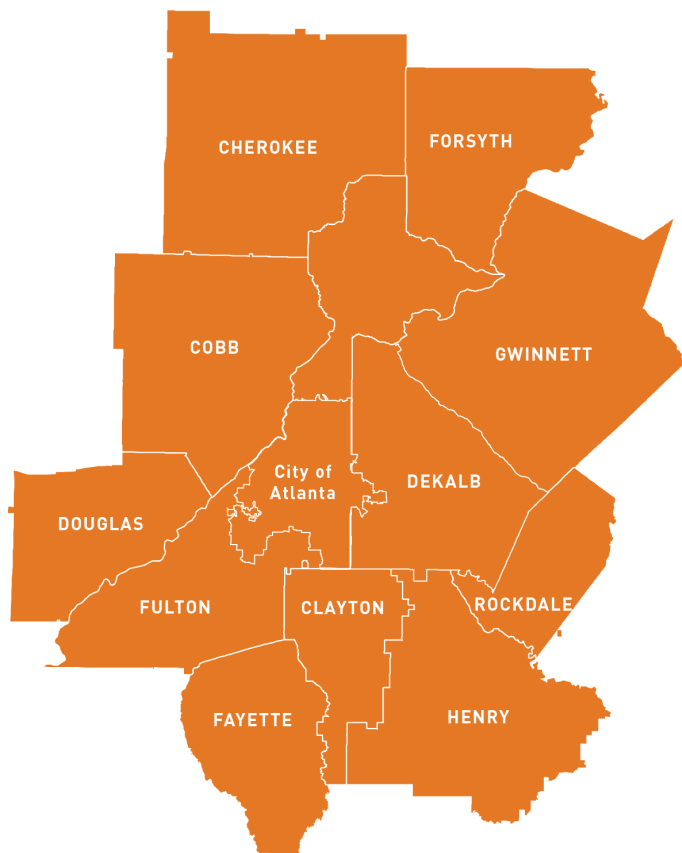 CHEROKEE
FORSYTH
COBB
GWINNETT
City of
Atlanta
DEKALB
DOUGLAS
FULTON
CLAYTON
ROCKDALE
FAYETTE
HENRY